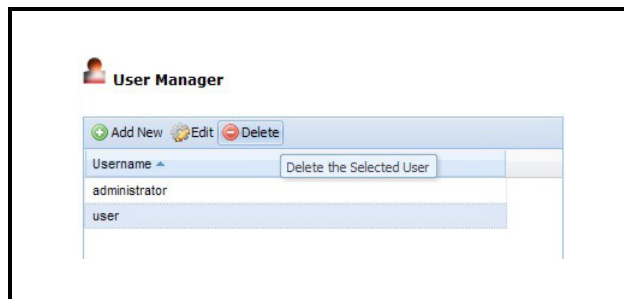 User Manager
Add New Edit Delete
Username
Delete the Selected User
administrator
user